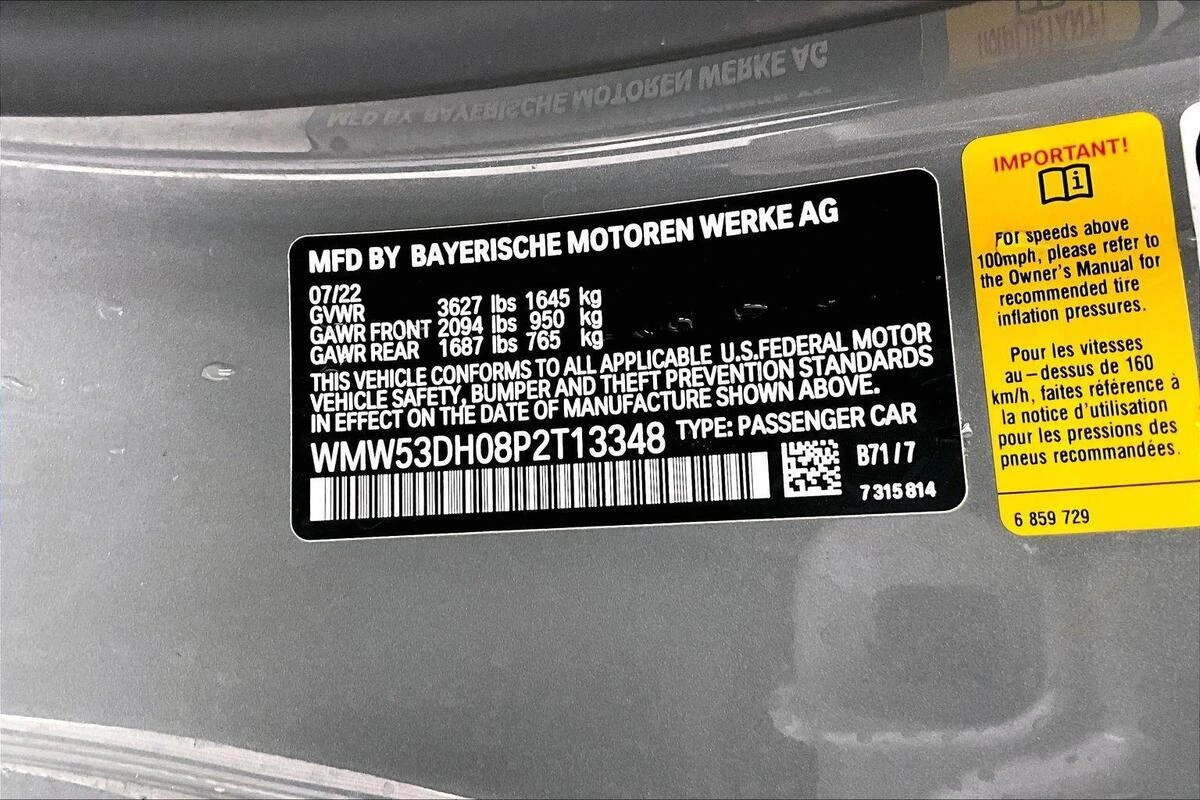 MFD BY BAYERISCHE MOTOREN WERKE AG
07/22
GVWR 3627 lbs 1645 kg
GAWR FRONT 2094 lbs 950 kg
GAWR REAR 1687 lbs 765 kg
THIS VEHICLE CONFORMS TO ALL APPLICABLE U.S.FEDERAL MOTOR
VEHICLE SAFETY, BUMPER AND THEFT PREVENTION STANDARDS
IN EFFECT ON THE DATE OF MANUFACTURE SHOWN ABOVE.
WMW53DH08P2T13348 TYPE: PASSENGER CAR
B71/7
7 315 814
IMPORTANT!
i
For speeds above
100mph, please refer to
the Owner's Manual for
recommended tire
inflation pressures.
Pour les vitesses
au-dessus de 160
km/h, faites référence à
la notice d'utilisation
pour les pressions des
pneus recommandées.
6 859 729
MFD BY BAYERISCHE MOTOREN WERKE AG
IMPORTANT!